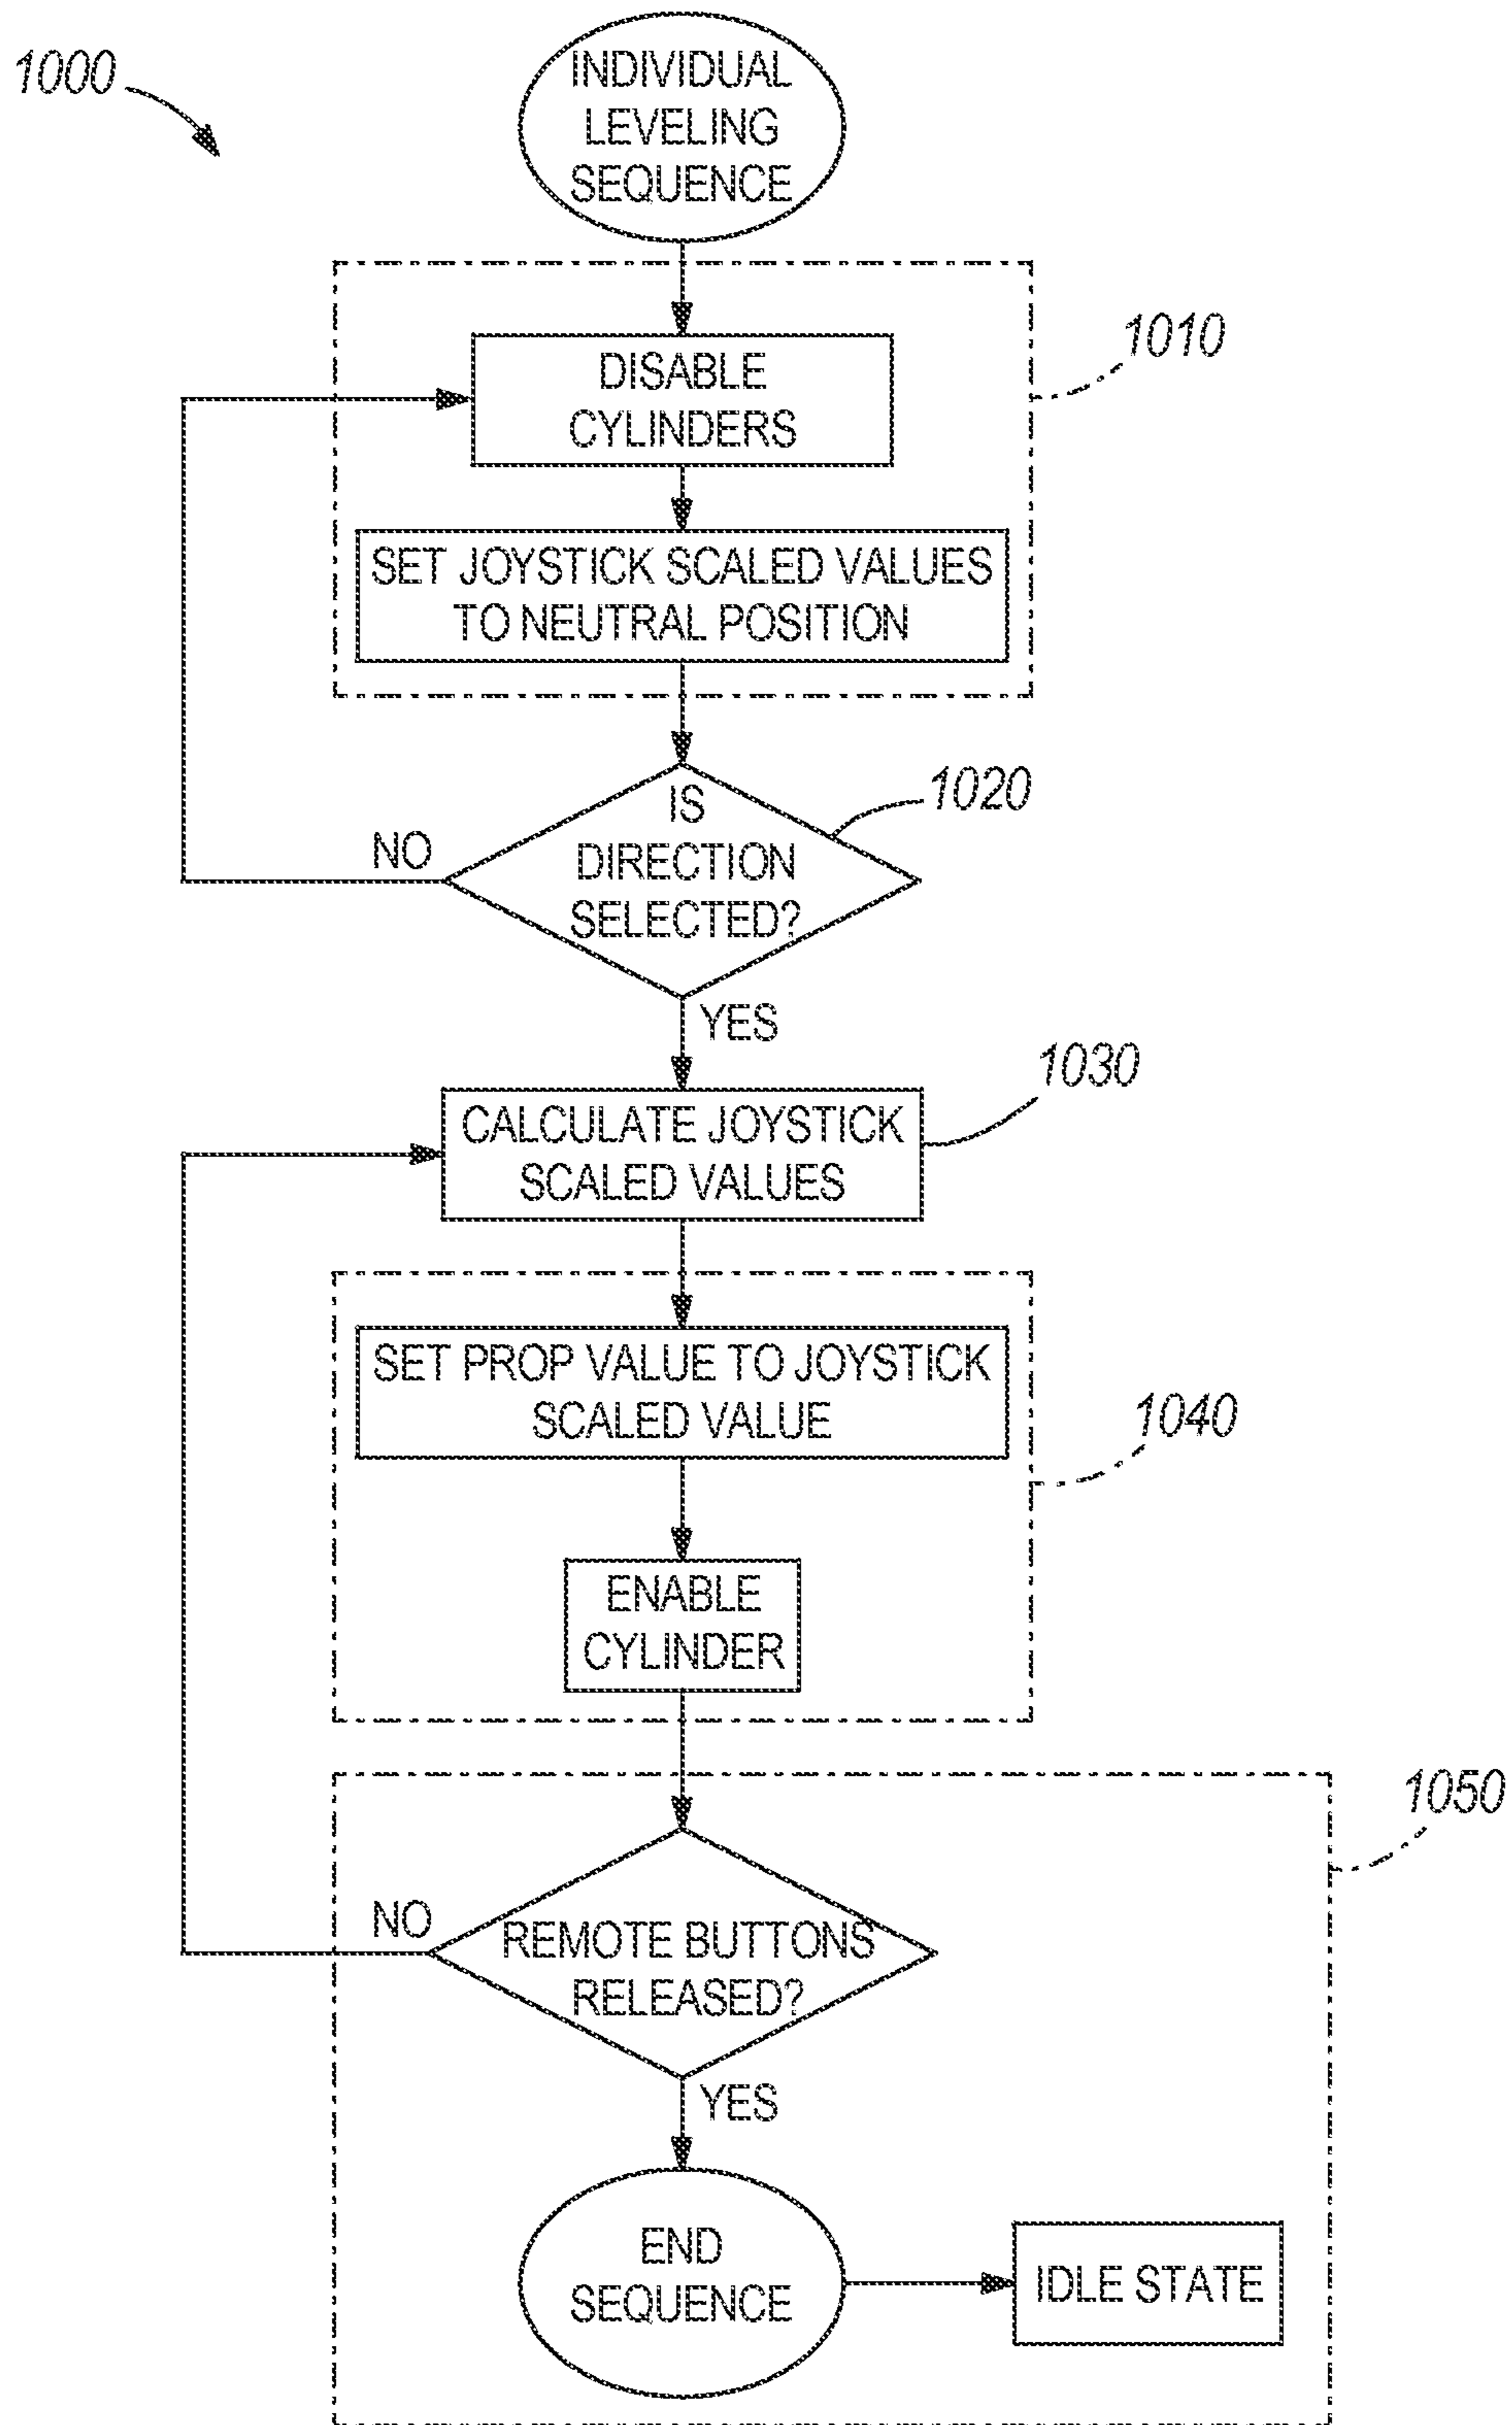 1000
INDIVIDUAL
LEVELING
SEQUENCE
1010
DISABLE
CYLINDERS
SET JOYSTICK SCALED VALUES
TO NEUTRAL POSITION
1020
IS
DIRECTION
SELECTED?
NO
YES
1030
CALCULATE JOYSTICK
SCALED VALUES
SET PROP VALUE TO JOYSTICK
SCALED VALUE
1040
ENABLE
CYLINDER
1050
NO
REMOTE BUTTONS
RELEASED?
YES
END
SEQUENCE
IDLE STATE